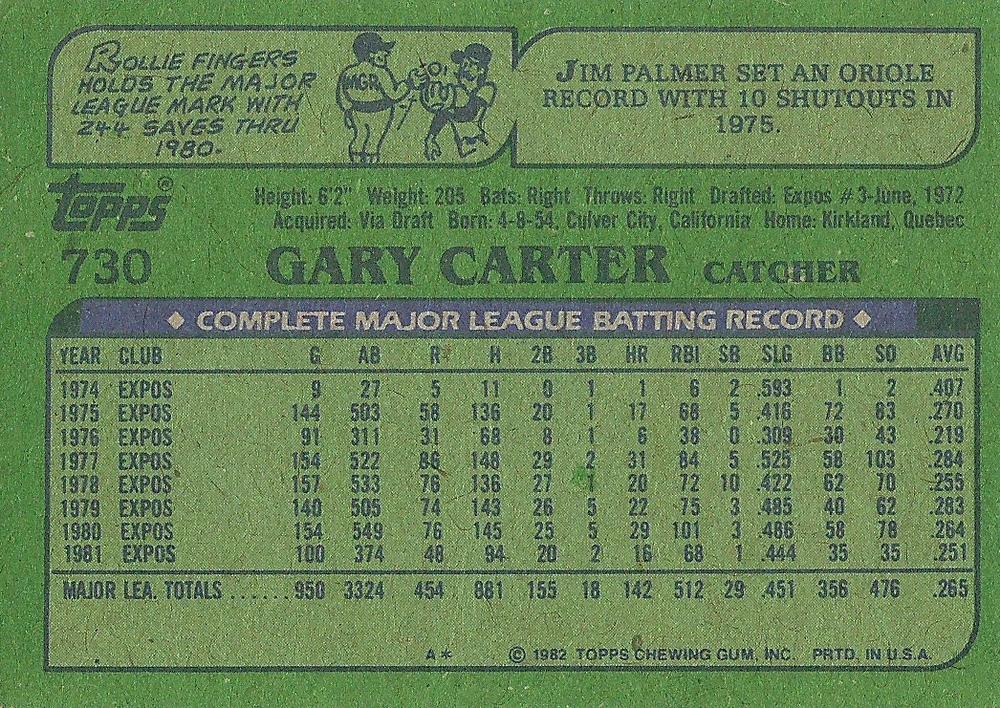 ROLLIE FINGERS
HOLDS THE MAJOR
LEAGUE MARK WITH
244 SAVES THRU
1980.
MGR
JIM PALMER SET AN ORIOLE
RECORD WITH 10 SHUTOUTS IN
1975.
topps®
Height: 6'2" Weight: 205 Bats: Right Throws: Right Drafted: Expos #3-June, 1972
Acquired: Via Draft Born: 4-8-54, Culver City, California Home: Kirkland, Quebec
730 GARY CARTER CATCHER
◆ COMPLETE MAJOR LEAGUE BATTING RECORD ◆
YEAR CLUB G AB R H 2B 3B HR RBI SB SLG BB SO AVG
1974 EXPOS 9 27 5 11 0 1 1 6 2 .593 1 2 .407
1975 EXPOS 144 503 58 136 20 1 17 68 5 .416 72 83 .270
1976 EXPOS 91 311 31 68 8 1 6 38 0 .309 30 43 .219
1977 EXPOS 154 522 86 148 29 2 31 84 5 .525 58 103 .284
1978 EXPOS 157 533 76 136 27 1 20 72 10 .422 62 70 .255
1979 EXPOS 140 505 74 143 26 5 22 75 3 .485 40 62 .283
1980 EXPOS 154 549 76 145 25 5 29 101 3 .486 58 78 .264
1981 EXPOS 100 374 48 94 20 2 16 68 1 .444 35 35 .251
MAJOR LEA. TOTALS ...... 950 3324 454 881 155 18 142 512 29 .451 356 476 .265
A* © 1982 TOPPS CHEWING GUM, INC. PRTD. IN U.S.A.